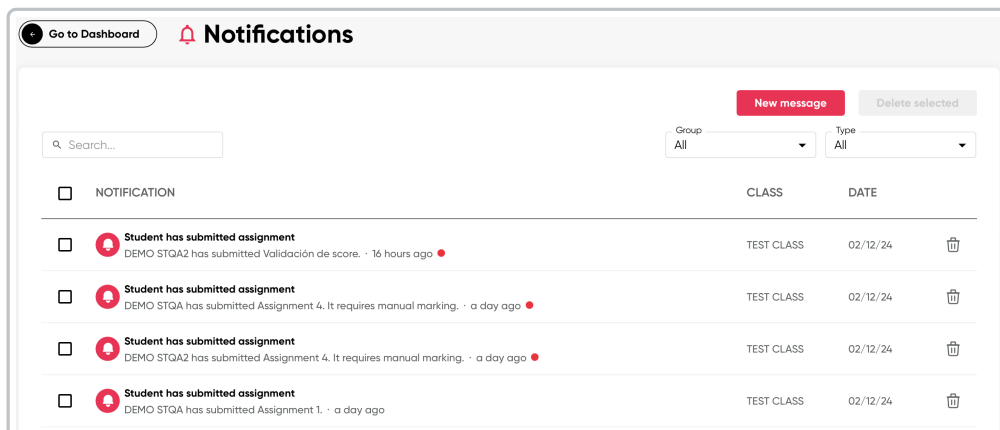 Go to Dashboard
Notifications
New message
Delete selected
Search...
Group
All
Type
All
NOTIFICATION CLASS DATE
Student has submitted assignment
DEMO STQA2 has submitted Validación de score. · 16 hours ago
TEST CLASS 02/12/24
Student has submitted assignment
DEMO STQA has submitted Assignment 4. It requires manual marking. · a day ago
TEST CLASS 02/12/24
Student has submitted assignment
DEMO STQA2 has submitted Assignment 4. It requires manual marking. · a day ago
TEST CLASS 02/12/24
Student has submitted assignment
DEMO STQA has submitted Assignment 1. · a day ago
TEST CLASS 02/12/24